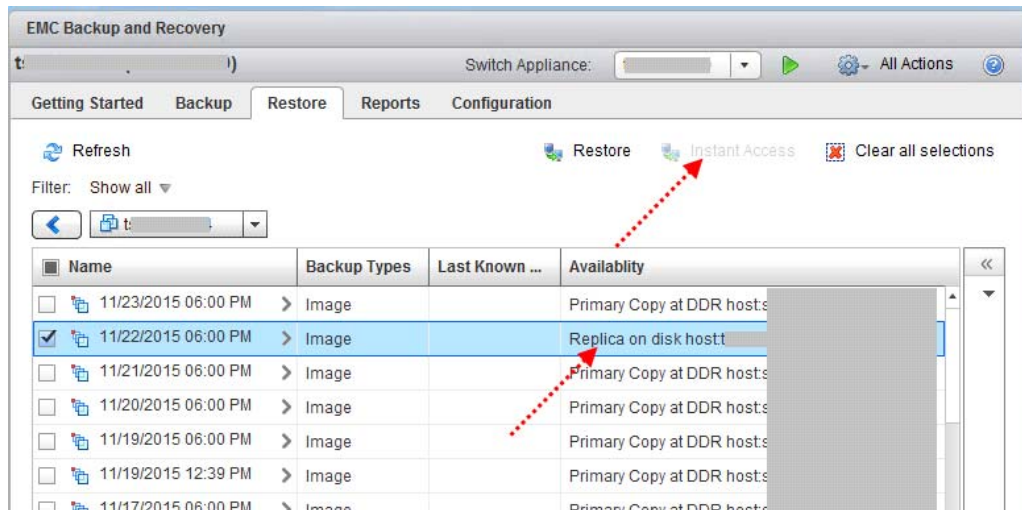 EMC Backup and Recovery
Switch Appliance: All Actions
Getting Started Backup Restore Reports Configuration
Refresh Restore Instant Access Clear all selections
Filter: Show all
Name Backup Types Last Known ... Availablity
11/23/2015 06:00 PM Image Primary Copy at DDR host:s
11/22/2015 06:00 PM Image Replica on disk host:t
11/21/2015 06:00 PM Image Primary Copy at DDR host:s
11/20/2015 06:00 PM Image Primary Copy at DDR host:s
11/19/2015 06:00 PM Image Primary Copy at DDR host:s
11/19/2015 12:39 PM Image Primary Copy at DDR host:s
11/17/2015 06:00 PM Image Primary Copy at DDR host:s